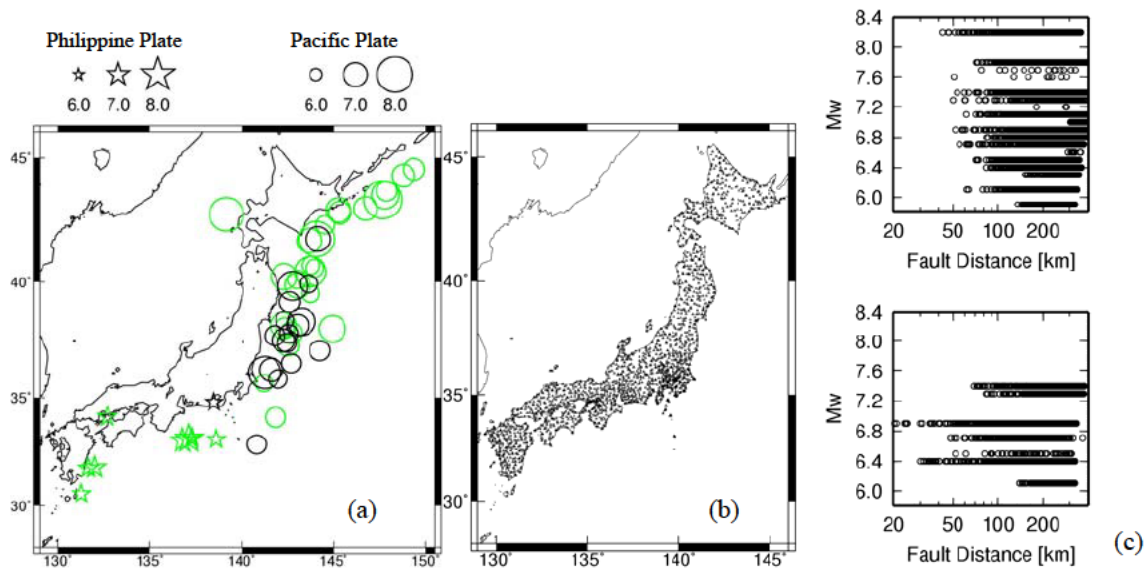 Philippine Plate
Pacific Plate
6.0 7.0 8.0
6.0 7.0 8.0
45˚
40˚
35˚
30˚
130˚ 135˚ 140˚ 145˚ 150˚
(a)
45˚
40˚
35˚
30˚
130˚ 135˚ 140˚ 145˚
(b)
8.4
8.0
7.6
7.2
6.8
6.4
6.0
Mw
20 50 100 200
Fault Distance [km]
8.4
8.0
7.6
7.2
6.8
6.4
6.0
Mw
20 50 100 200
Fault Distance [km]
(c)